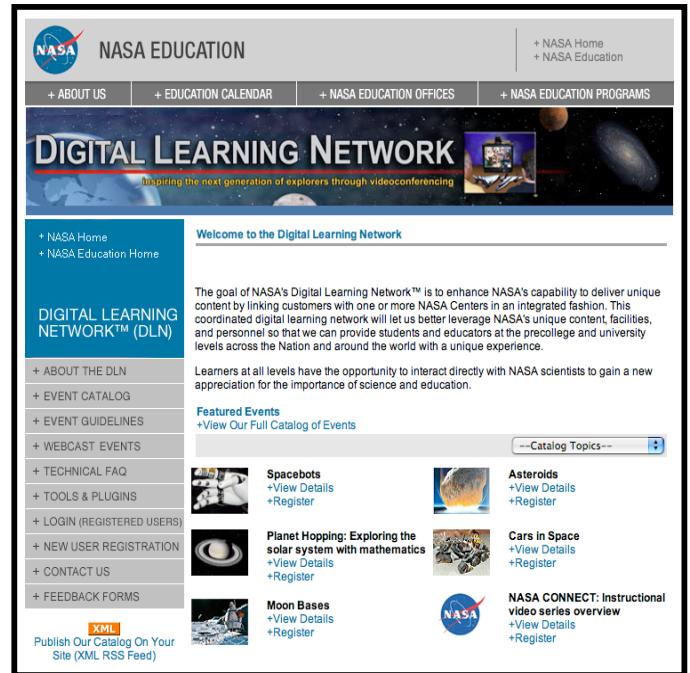 NASA
NASA EDUCATION
+ NASA Home
+ NASA Education
+ ABOUT US
+ EDUCATION CALENDAR
+ NASA EDUCATION OFFICES
+ NASA EDUCATION PROGRAMS
DIGITAL LEARNING NETWORK
inspiring the next generation of explorers through videoconferencing
+ NASA Home
+ NASA Education Home
DIGITAL LEARNING
NETWORK™ (DLN)
+ ABOUT THE DLN
+ EVENT CATALOG
+ EVENT GUIDELINES
+ WEBCAST EVENTS
+ TECHNICAL FAQ
+ TOOLS & PLUGINS
+ LOGIN (REGISTERED USERS)
+ NEW USER REGISTRATION
+ CONTACT US
+ FEEDBACK FORMS
XML
Publish Our Catalog On Your
Site (XML RSS Feed)
Welcome to the Digital Learning Network
The goal of NASA's Digital Learning Network™ is to enhance NASA's capability to deliver unique
content by linking customers with one or more NASA Centers in an integrated fashion. This
coordinated digital learning network will let us better leverage NASA's unique content, facilities,
and personnel so that we can provide students and educators at the precollege and university
levels across the Nation and around the world with a unique experience.
Learners at all levels have the opportunity to interact directly with NASA scientists to gain a new
appreciation for the importance of science and education.
Featured Events
+View Our Full Catalog of Events
--Catalog Topics--
Spacebots
+View Details
+Register
Asteroids
+View Details
+Register
Planet Hopping: Exploring the
solar system with mathematics
+View Details
+Register
Cars in Space
+View Details
+Register
Moon Bases
+View Details
+Register
NASA
NASA CONNECT: Instructional
video series overview
+View Details
+Register